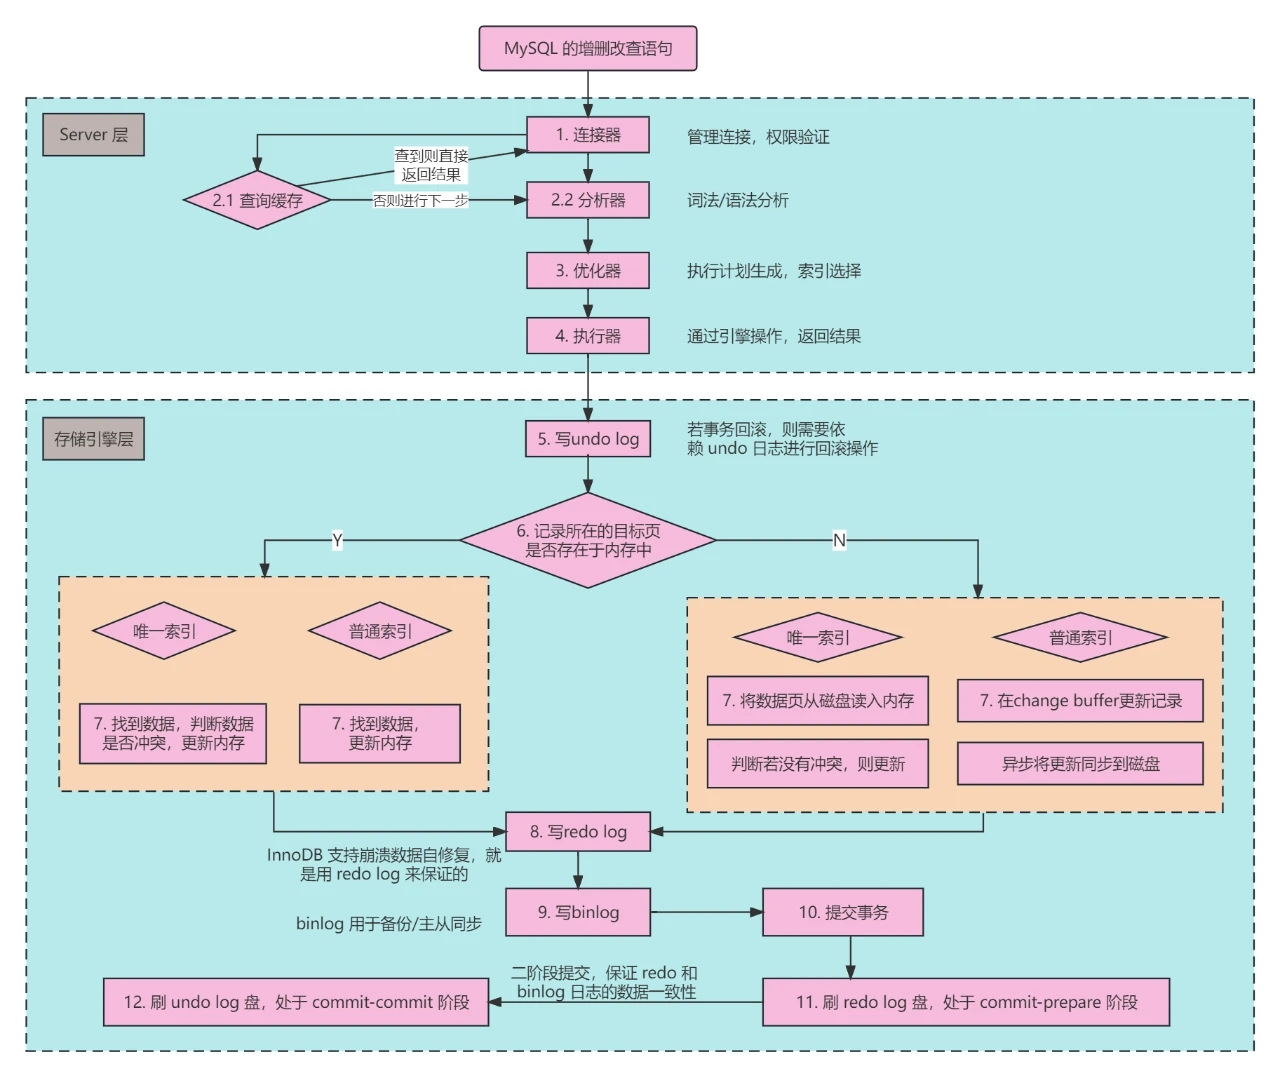 MySQL 的增删改查语句
Server 层
1. 连接器
管理连接，权限验证
查到则直接
返回结果
2.1 查询缓存
否则进行下一步
2.2 分析器
词法/语法分析
3. 优化器
执行计划生成，索引选择
4. 执行器
通过引擎操作，返回结果
存储引擎层
5. 写undo log
若事务回滚，则需要依
赖 undo 日志进行回滚操作
6. 记录所在的目标页
是否存在于内存中
Y
N
唯一索引
普通索引
7. 找到数据，判断数据
是否冲突，更新内存
7. 找到数据，
更新内存
唯一索引
普通索引
7. 将数据页从磁盘读入内存
7. 在change buffer更新记录
判断若没有冲突，则更新
异步将更新同步到磁盘
8. 写redo log
InnoDB 支持崩溃数据自修复，就
是用 redo log 来保证的
9. 写binlog
binlog 用于备份/主从同步
10. 提交事务
二阶段提交，保证 redo 和
binlog 日志的数据一致性
12. 刷 undo log 盘，处于 commit-commit 阶段
11. 刷 redo log 盘，处于 commit-prepare 阶段